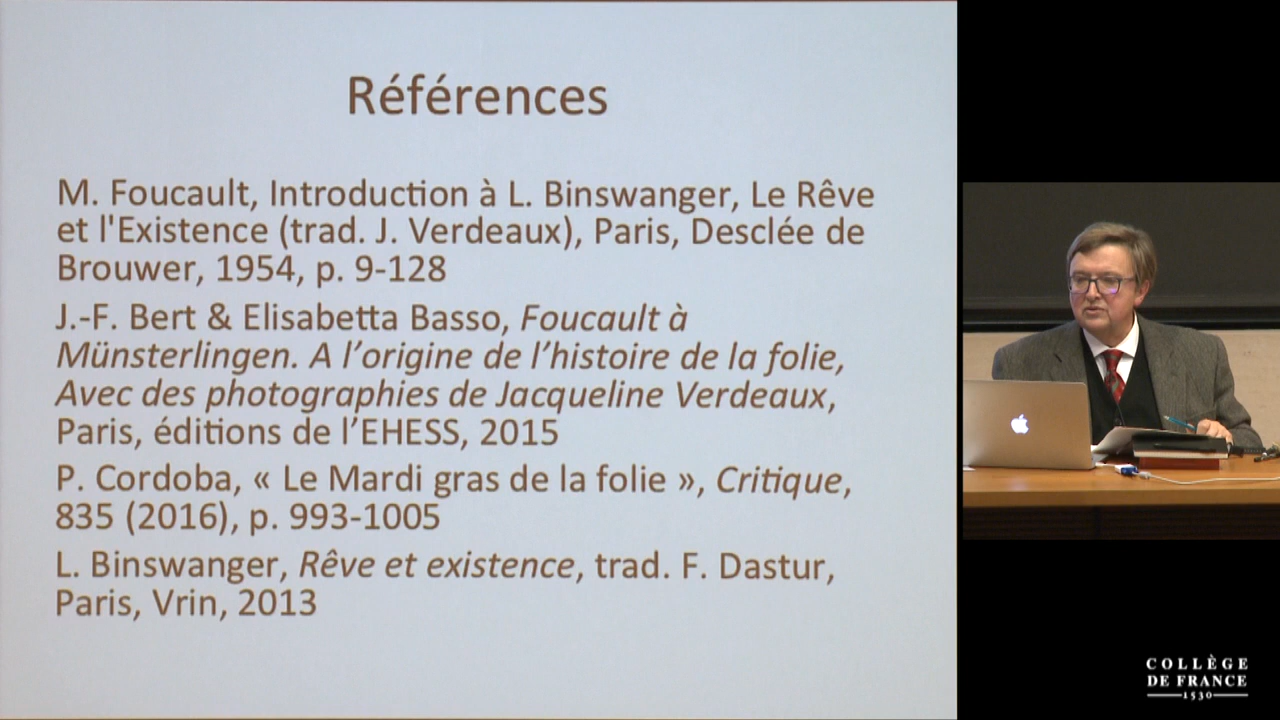 Références
M. Foucault, Introduction à L. Binswanger, Le Rêve
et l'Existence (trad. J. Verdeaux), Paris, Desclée de
Brouwer, 1954, p. 9-128
J.-F. Bert & Elisabetta Basso, Foucault à
Münsterlingen. A l’origine de l’histoire de la folie,
Avec des photographies de Jacqueline Verdeaux,
Paris, éditions de l’EHESS, 2015
P. Cordoba, « Le Mardi gras de la folie », Critique,
835 (2016), p. 993-1005
L. Binswanger, Rêve et existence, trad. F. Dastur,
Paris, Vrin, 2013
COLLÈGE
DE FRANCE
1530